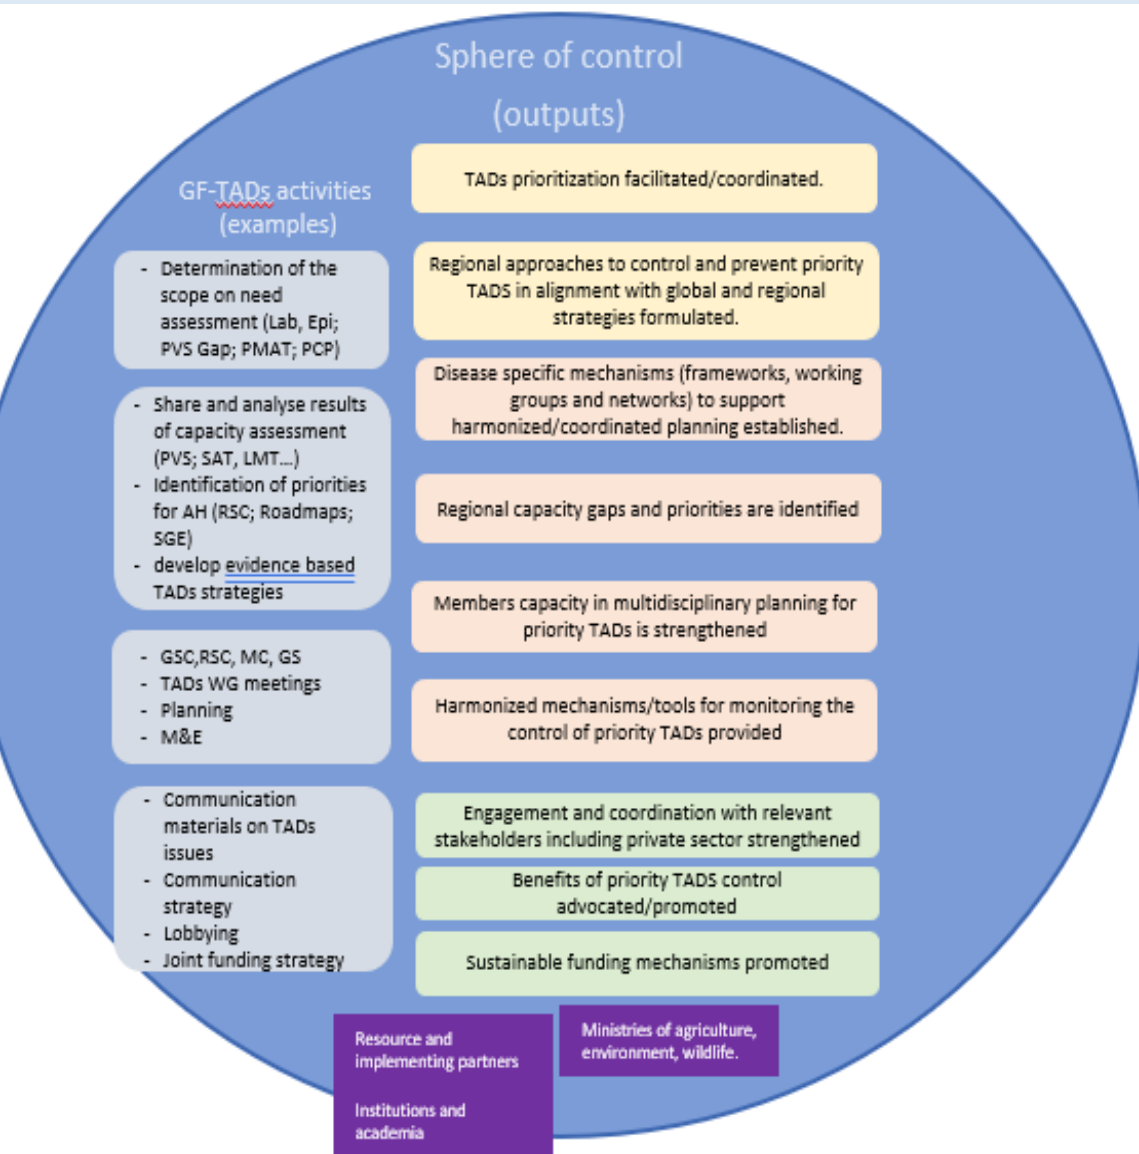 Sphere of control
(outputs)
GF-TADs activities
(examples)
- Determination of the
scope on need
assessment (Lab, Epi;
PVS Gap; PMAT; PCP)
- Share and analyse results
of capacity assessment
(PVS; SAT, LMT...)
- Identification of priorities
for AH (RSC; Roadmaps;
SGE)
- develop evidence based
TADs strategies
- GSC,RSC, MC, GS
- TADs WG meetings
- Planning
- M&E
- Communication
materials on TADs
issues
- Communication
strategy
- Lobbying
- Joint funding strategy
TADs prioritization facilitated/coordinated.
Regional approaches to control and prevent priority
TADS in alignment with global and regional
strategies formulated.
Disease specific mechanisms (frameworks, working
groups and networks) to support
harmonized/coordinated planning established.
Regional capacity gaps and priorities are identified
Members capacity in multidisciplinary planning for
priority TADs is strengthened
Harmonized mechanisms/tools for monitoring the
control of priority TADs provided
Engagement and coordination with relevant
stakeholders including private sector strengthened
Benefits of priority TADS control
advocated/promoted
Sustainable funding mechanisms promoted
Resource and
implementing partners
Institutions and
academia
Ministries of agriculture,
environment, wildlife.